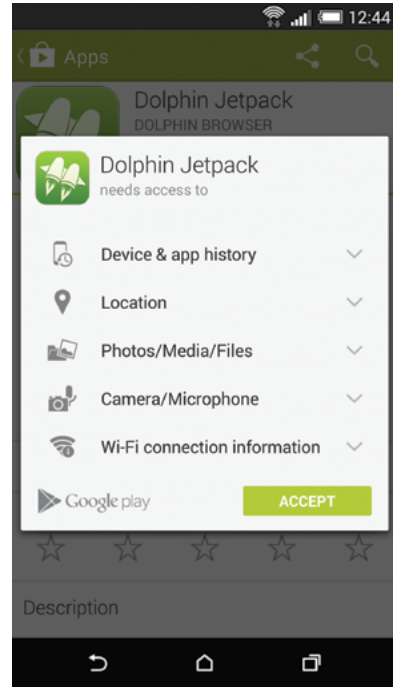 12:44
Apps
Dolphin Jetpack
DOLPHIN BROWSER
Dolphin Jetpack
needs access to
Device & app history
Location
Photos/Media/Files
Camera/Microphone
Wi-Fi connection information
Google play
ACCEPT
Description